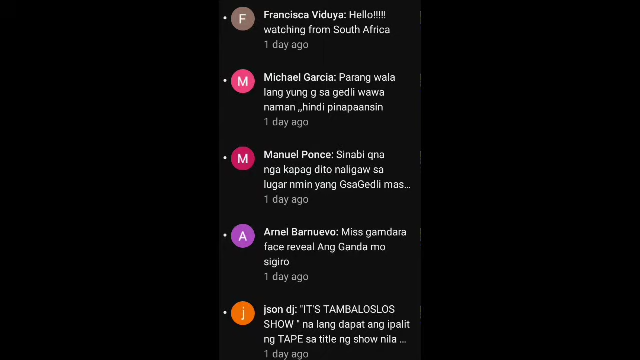 F
Francisca Viduya: Hello!!!!!
watching from South Africa
1 day ago
M
Michael Garcia: Parang wala
lang yung g sa gedli wawa
naman ,,hindi pinapaansin
1 day ago
M
Manuel Ponce: Sinabi qna
nga kapag dito naligaw sa
lugar nmin yang GsaGedli mas...
1 day ago
A
Arnel Barnuevo: Miss gamdara
face reveal Ang Ganda mo
sigiro
1 day ago
j
json dj: "IT'S TAMBALOSLOS
SHOW " na lang dapat ang ipalit
ng TAPE sa title ng show nila ...
1 day ago